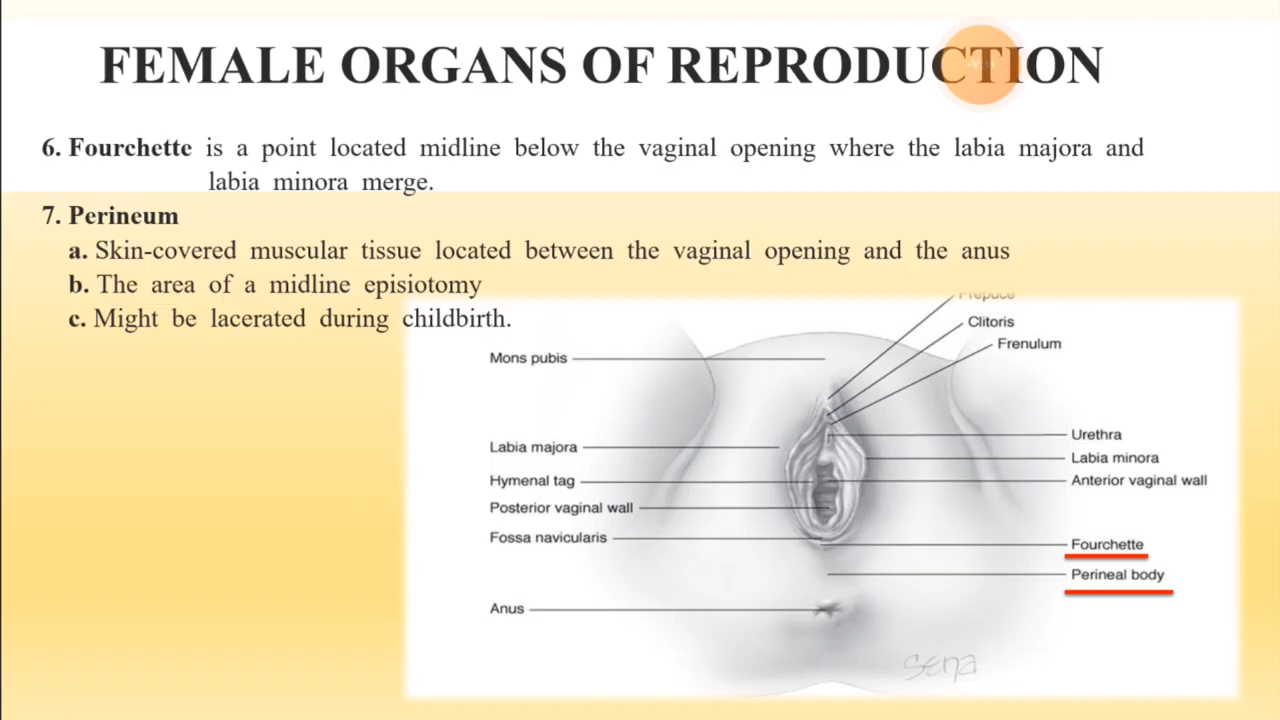 FEMALE ORGANS OF REPRODUCTION
6. Fourchette is a point located midline below the vaginal opening where the labia majora and
labia minora merge.
7. Perineum
a. Skin-covered muscular tissue located between the vaginal opening and the anus
b. The area of a midline episiotomy
c. Might be lacerated during childbirth.
Prepuce
Clitoris
Frenulum
Mons pubis
Urethra
Labia majora
Labia minora
Hymenal tag
Anterior vaginal wall
Posterior vaginal wall
Fossa navicularis
Fourchette
Perineal body
Anus
Sena